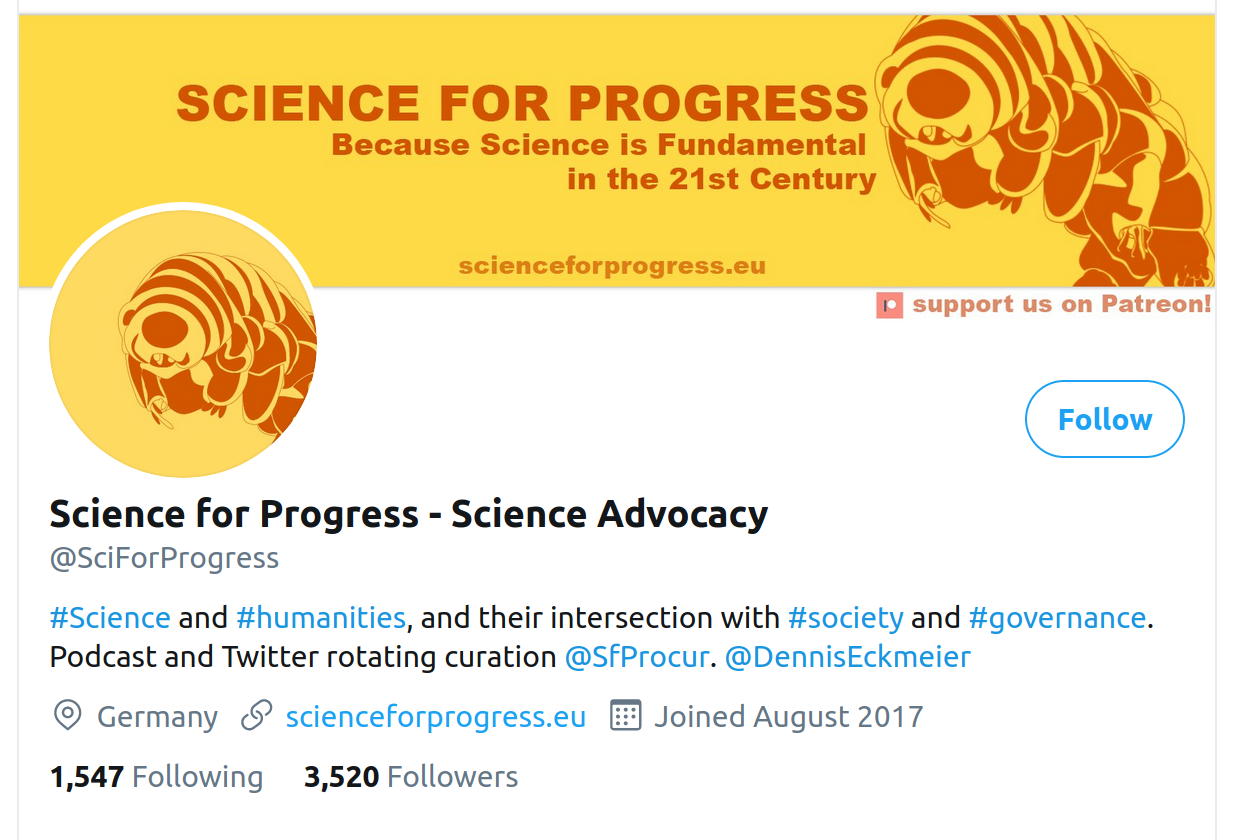 SCIENCE FOR PROGRESS
Because Science is Fundamental
in the 21st Century
scienceforprogress.eu
support us on Patreon!
Follow
Science for Progress - Science Advocacy
@SciForProgress
#Science and #humanities, and their intersection with #society and #governance.
Podcast and Twitter rotating curation @SfProcur. @DennisEckmeier
Germany scienceforprogress.eu Joined August 2017
1,547 Following 3,520 Followers